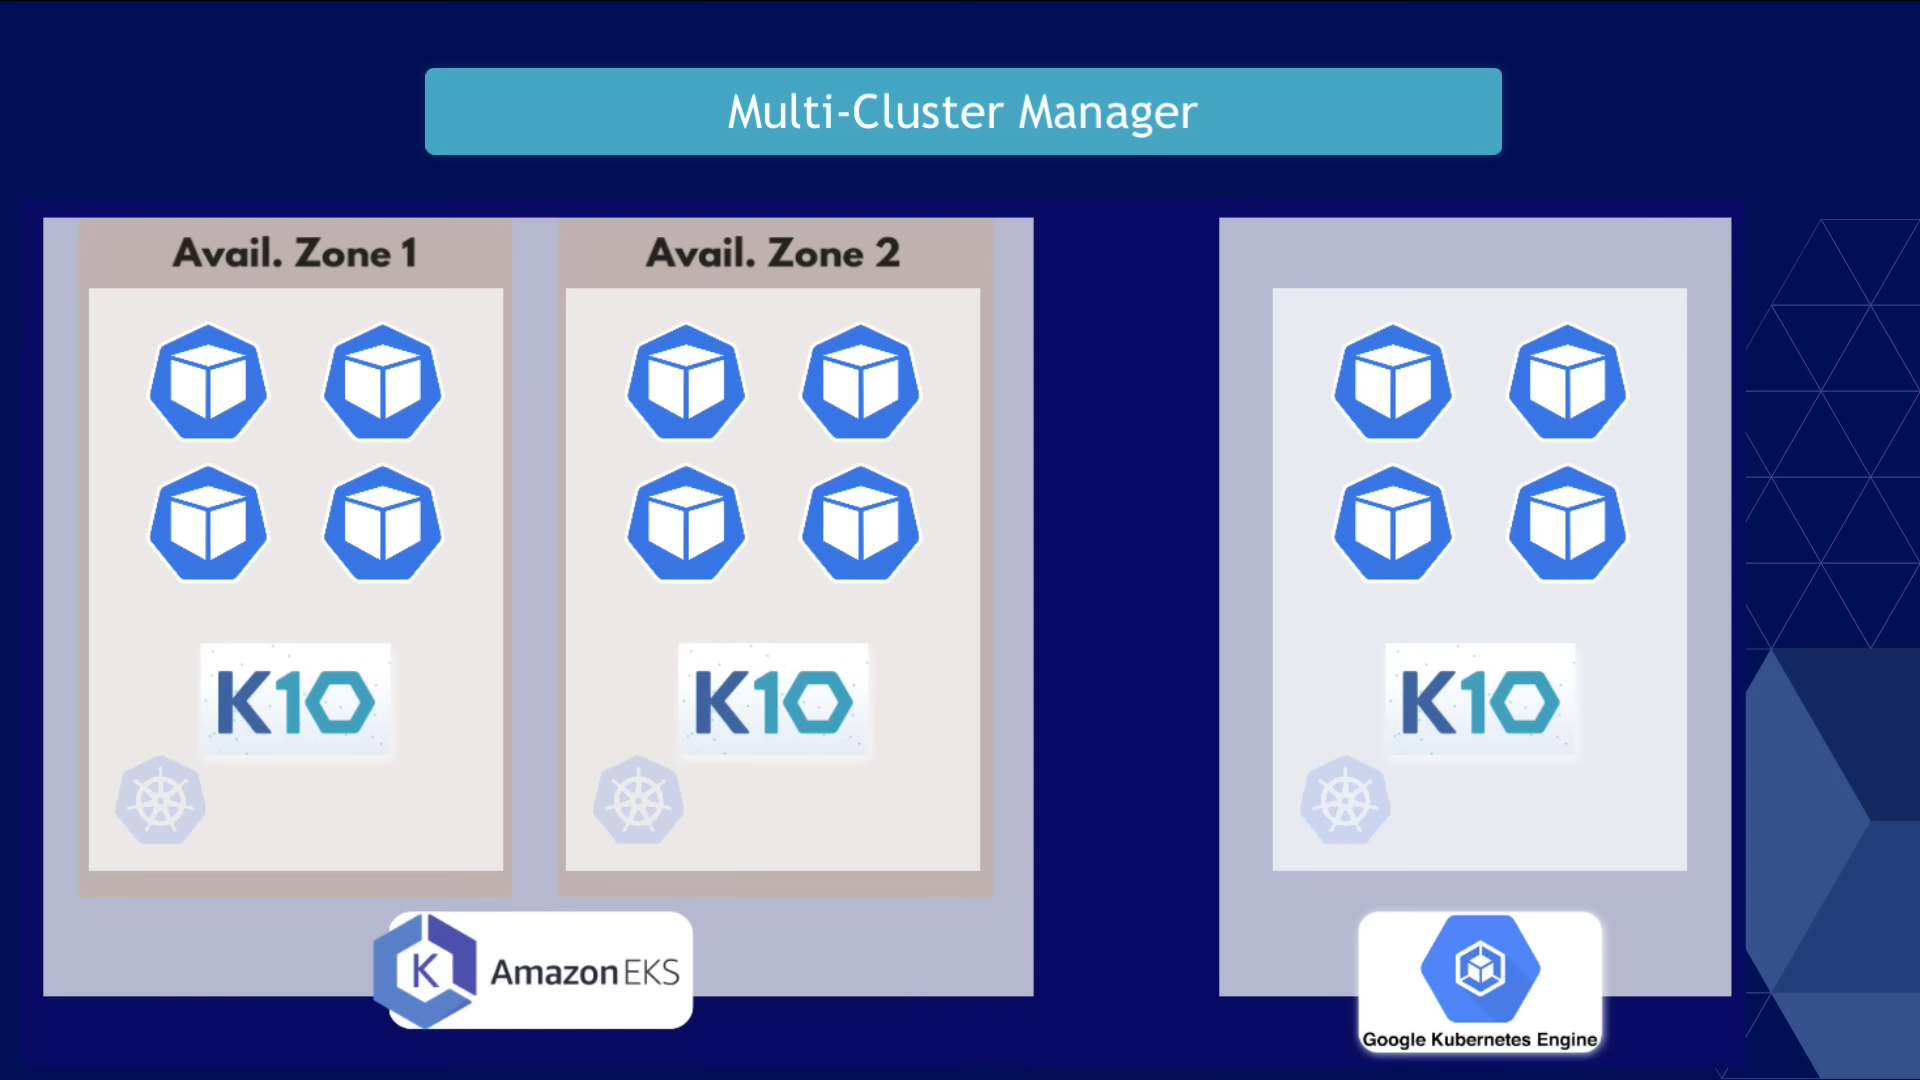 Multi-Cluster Manager
Avail. Zone 1
Avail. Zone 2
K10
K10
K10
K
Amazon EKS
Google Kubernetes Engine